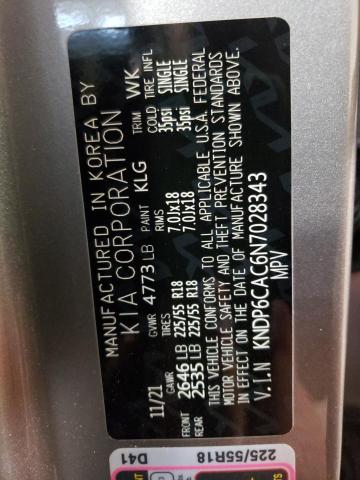 MANUFACTURED IN KOREA BY
KIA CORPORATION
11/21 GVWR 4773 LB PAINT KLG TRIM WK
GAWR TIRES RIMS COLD TIRE INFL
FRONT 2646 LB 225/55 R18 7.0Jx18 35psi SINGLE
REAR 2535 LB 225/55 R18 7.0Jx18 35psi SINGLE
THIS VEHICLE CONFORMS TO ALL APPLICABLE U.S.A. FEDERAL
MOTOR VEHICLE SAFETY AND THEFT PREVENTION STANDARDS
IN EFFECT ON THE DATE OF MANUFACTURE SHOWN ABOVE.
V.I.N KNDP6CAC6N7028343
MPV
D41
225/55R18